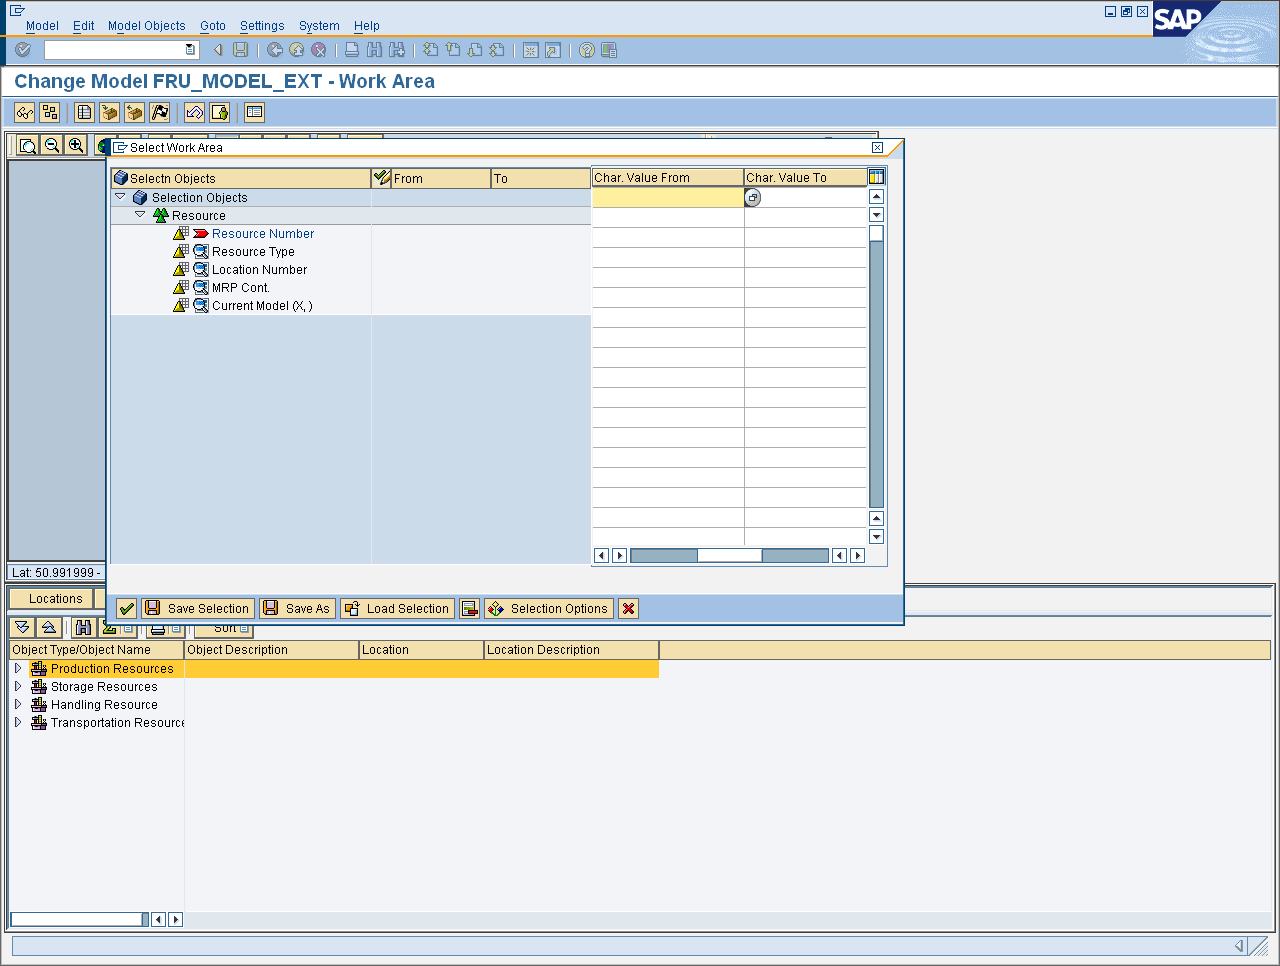 Model Edit Model Objects Goto Settings System Help
SAP
Change Model FRU_MODEL_EXT - Work Area
Select Work Area
Selectn Objects From To Char. Value From Char. Value To
Selection Objects
Resource
Resource Number
Resource Type
Location Number
MRP Cont.
Current Model (X, )
Lat: 50.991999 -
Locations
Save Selection Save As Load Selection Selection Options
Sort
Object Type/Object Name Object Description Location Location Description
Production Resources
Storage Resources
Handling Resource
Transportation Resource